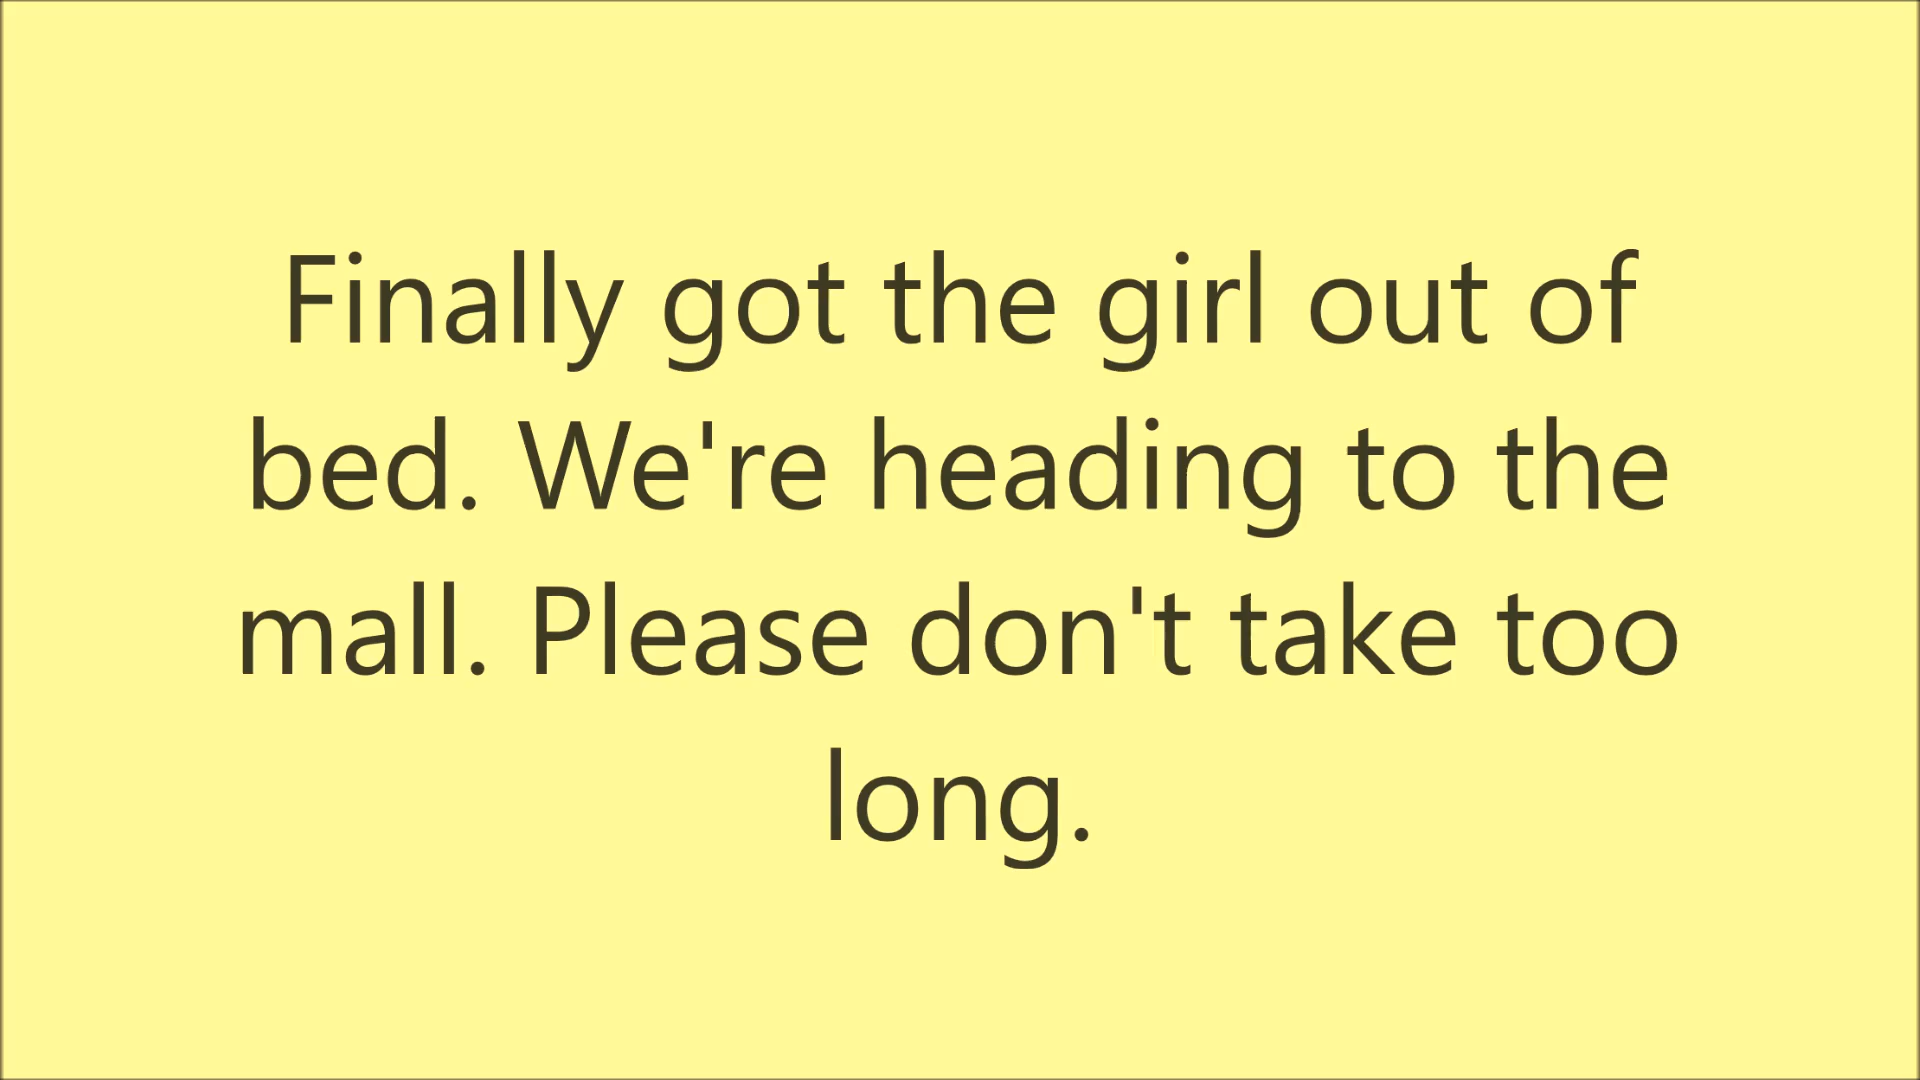 Finally got the girl out of
bed. We're heading to the
mall. Please don't take too
long.